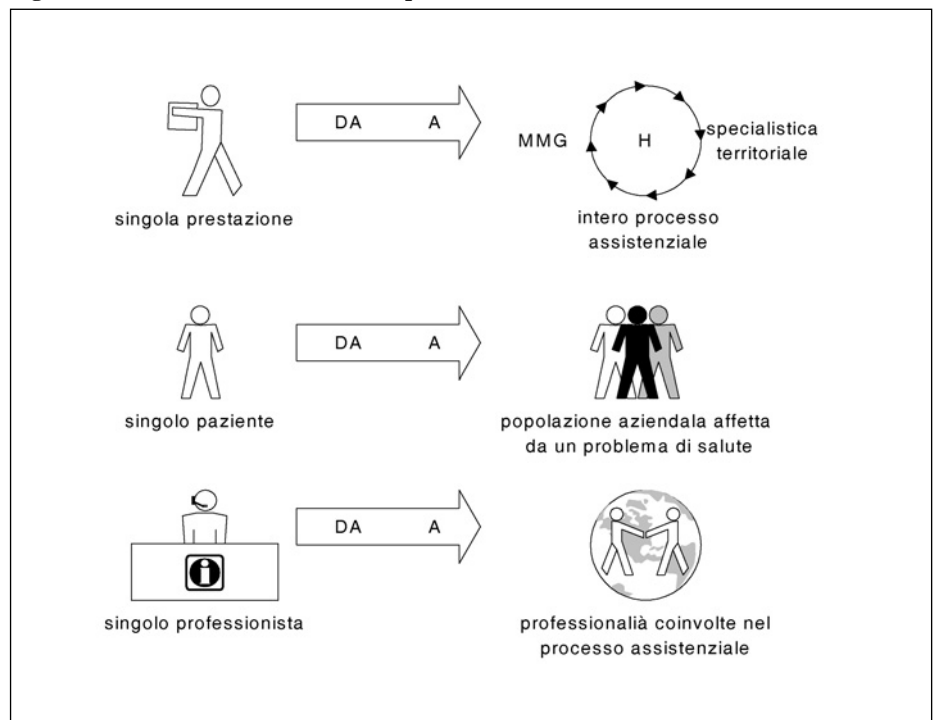 DA A
MMG
H
specialistica
territoriale
singola prestazione
intero processo
assistenziale
DA A
singolo paziente
popolazione aziendala affetta
da un problema di salute
DA A
i
singolo professionista
professionalià coinvolte nel
processo assistenziale